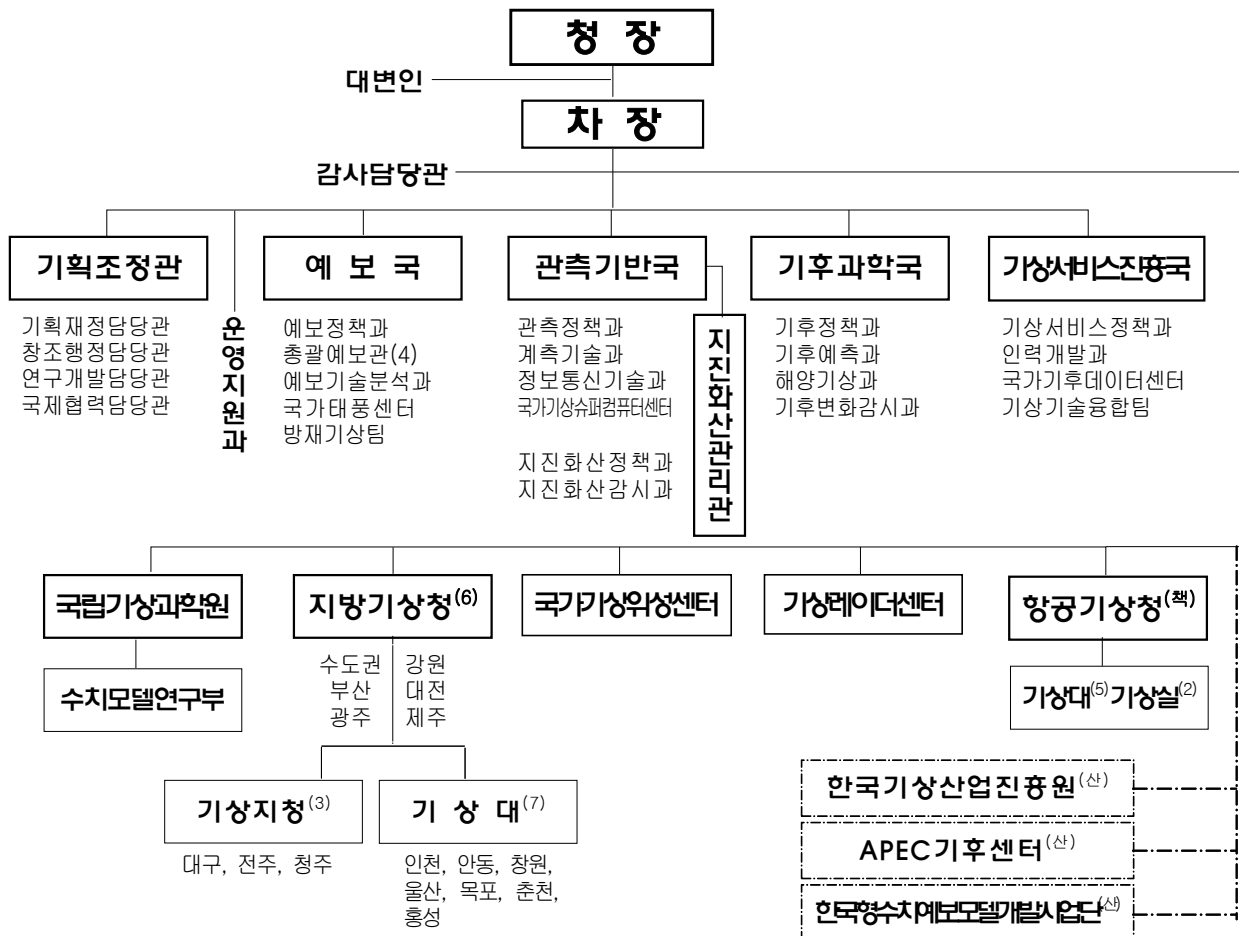 청 장
대변인
차 장
감사담당관
기획조정관
기획재정담당관
창조행정담당관
연구개발담당관
국제협력담당관
운영지원과
예 보 국
예보정책과
총괄예보관(4)
예보기술분석과
국가태풍센터
방재기상팀
관측기반국
관측정책과
계측기술과
정보통신기술과
국가기상슈퍼컴퓨터센터
지진화산정책과
지진화산감시과
지진화산관리관
기후과학국
기후정책과
기후예측과
해양기상과
기후변화감시과
기상서비스진흥국
기상서비스정책과
인력개발과
국가기후데이터센터
기상기술융합팀
국립기상과학원
수치모델연구부
지방기상청(6)
수도권 강원
부산 대전
광주 제주
기상지청(3)
대구, 전주, 청주
기 상 대(7)
인천, 안동, 창원,
울산, 목포, 춘천,
홍성
국가기상위성센터
기상레이더센터
항공기상청(책)
기상대(5) 기상실(2)
한국기상산업진흥원(산)
APEC기후센터(산)
한국형수치예보모델개발사업단(산)